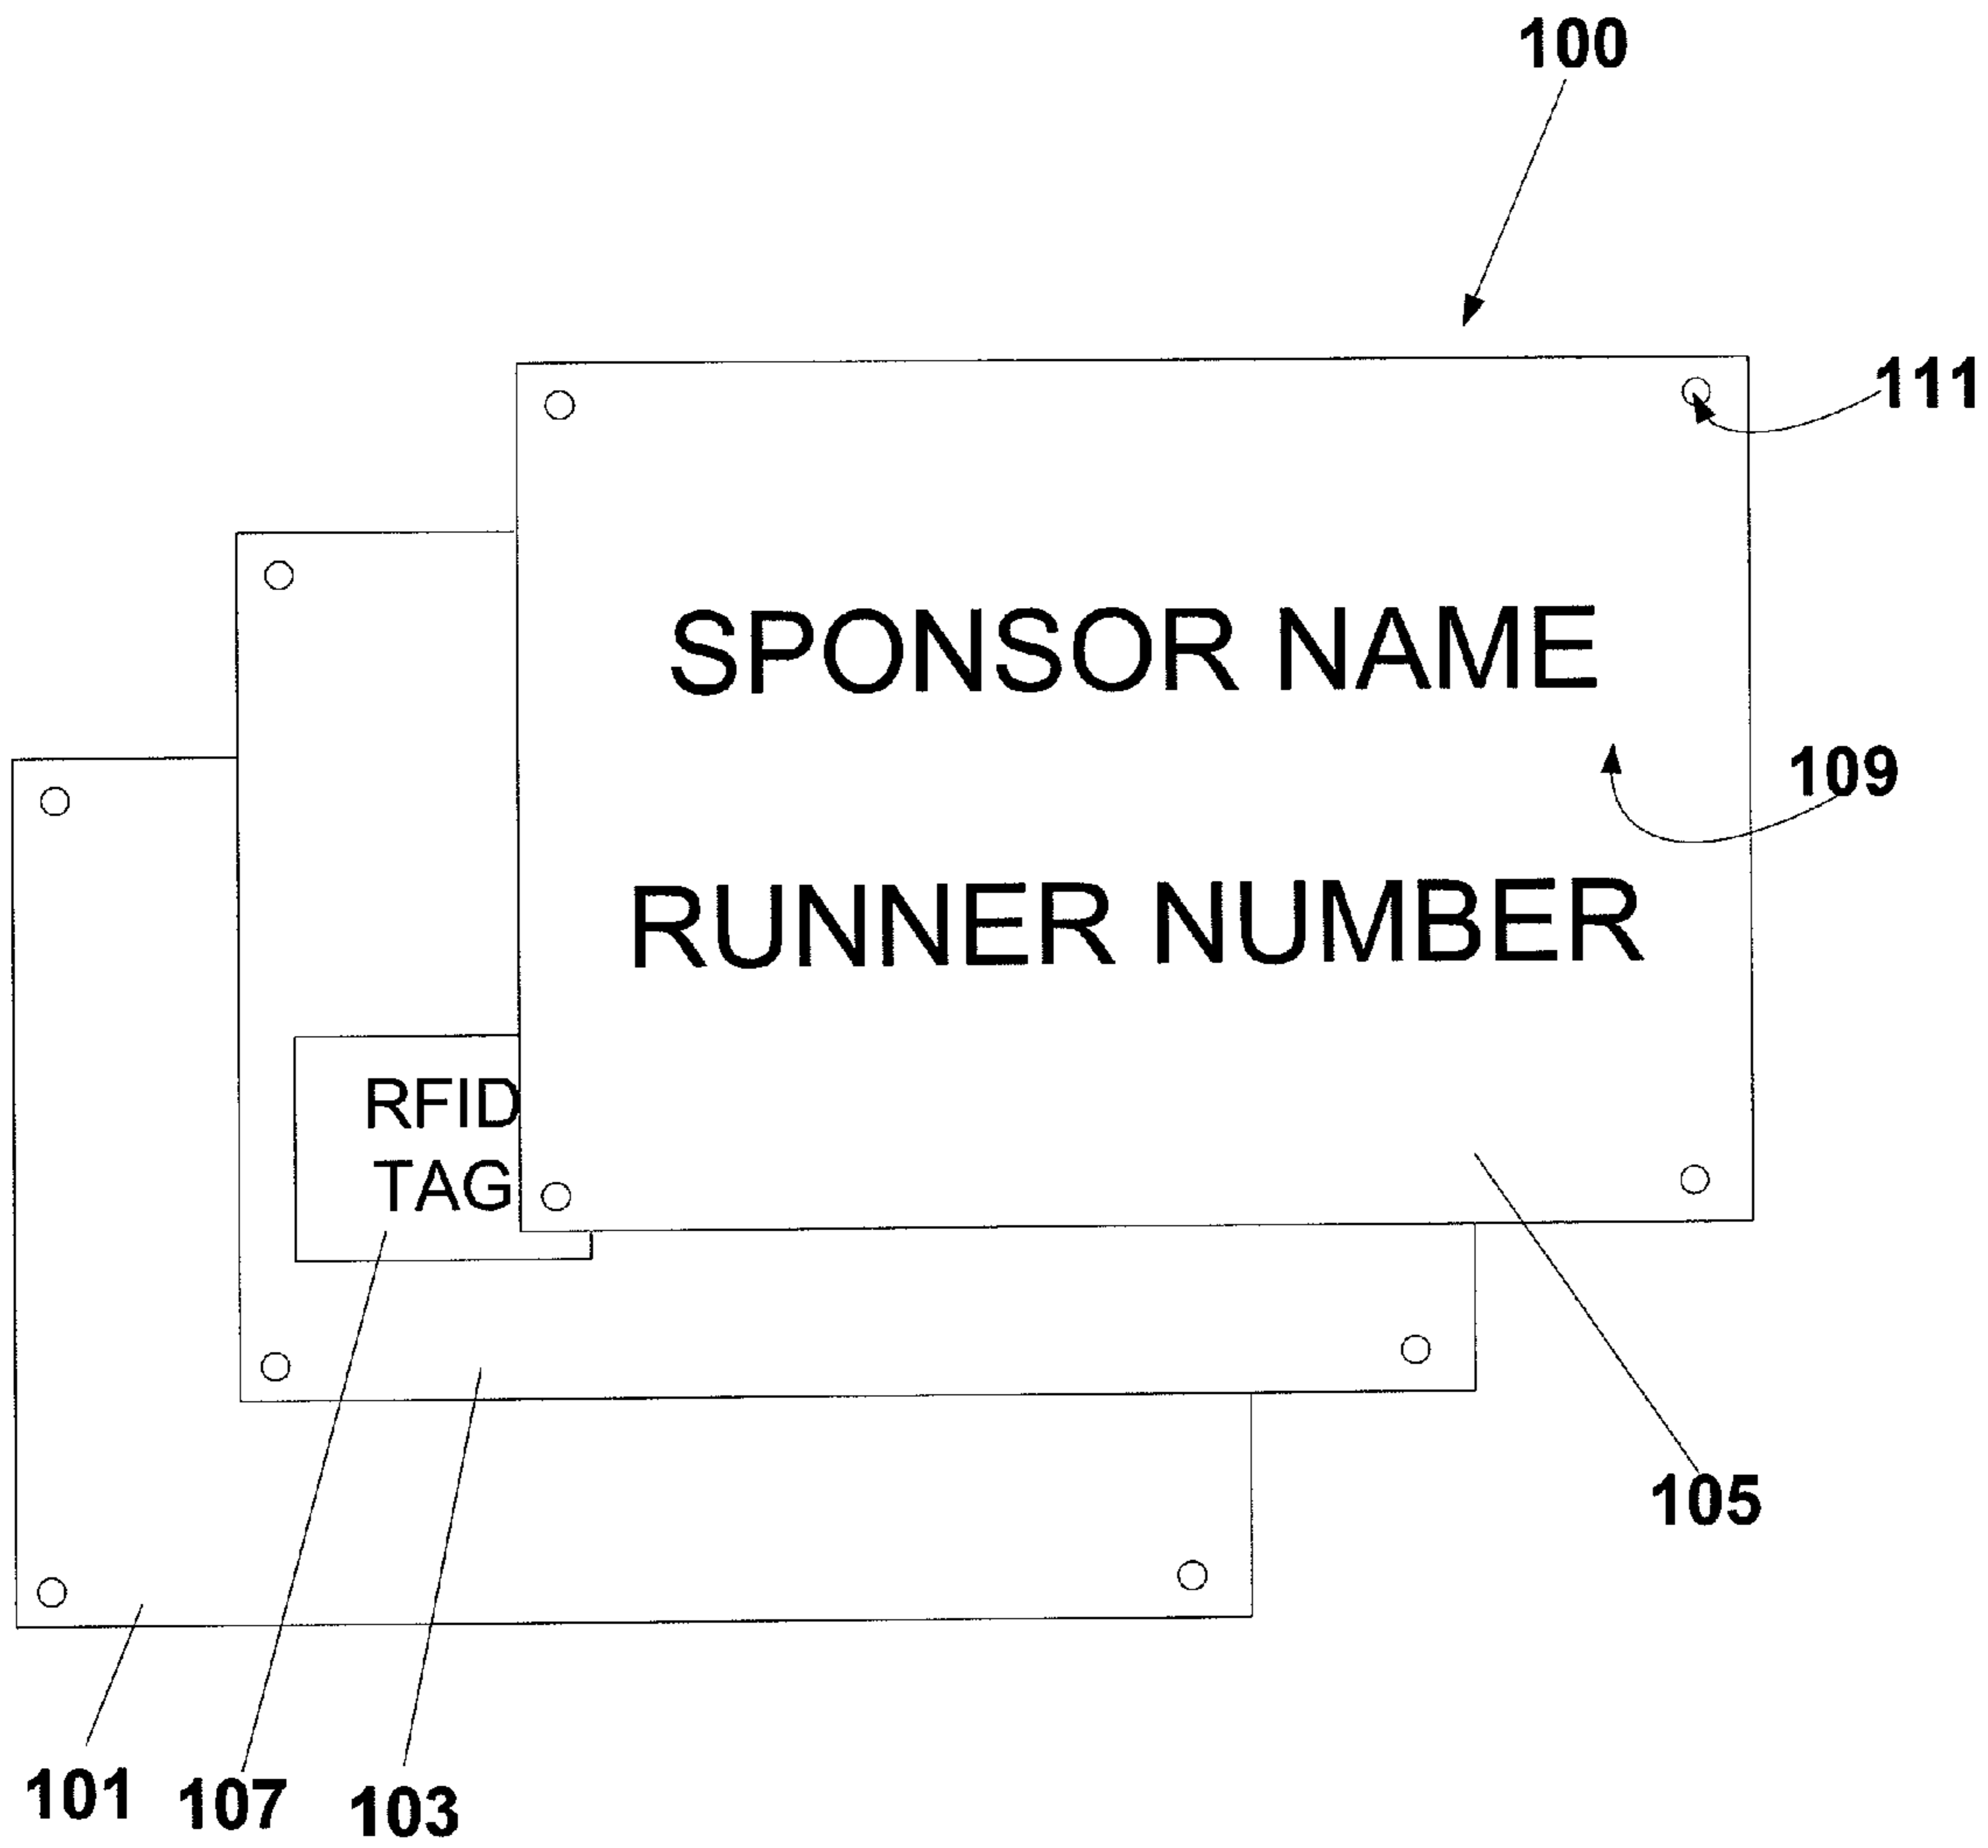 100
111
SPONSOR NAME
109
RUNNER NUMBER
RFID
TAG
105
101
107
103